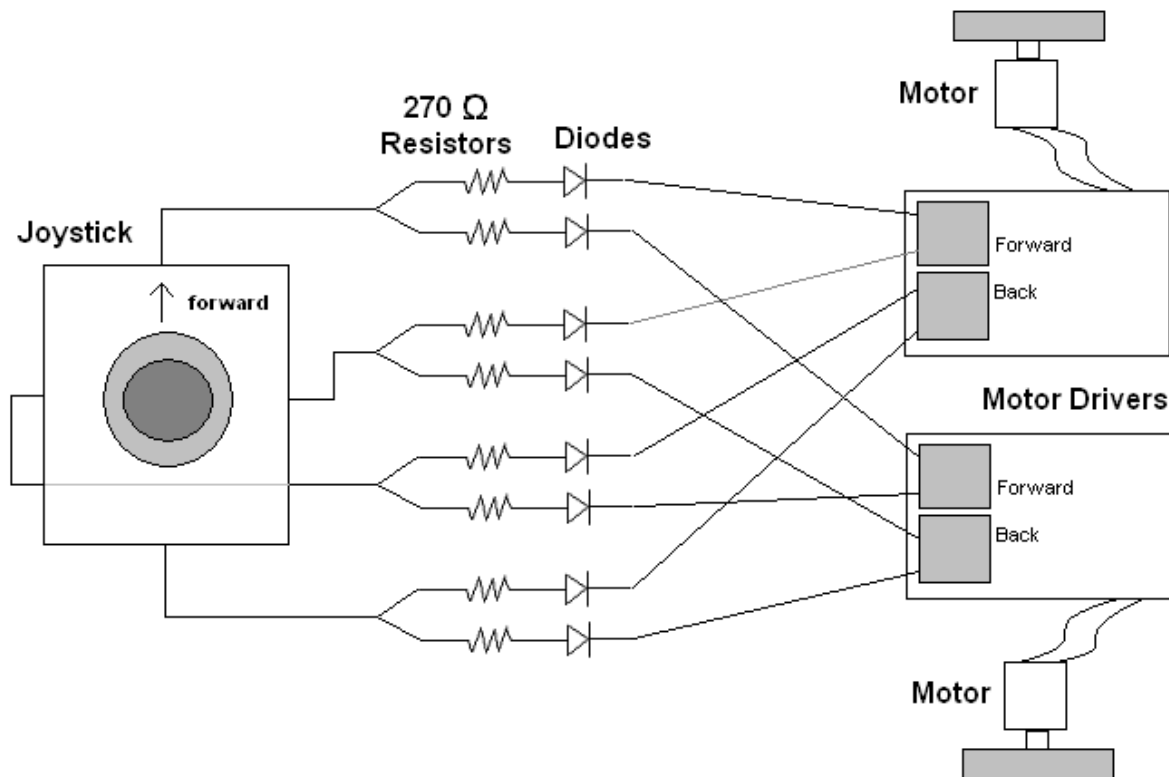 Motor
270 Ω
Resistors
Diodes
Joystick
forward
Forward
Back
Motor Drivers
Forward
Back
Motor